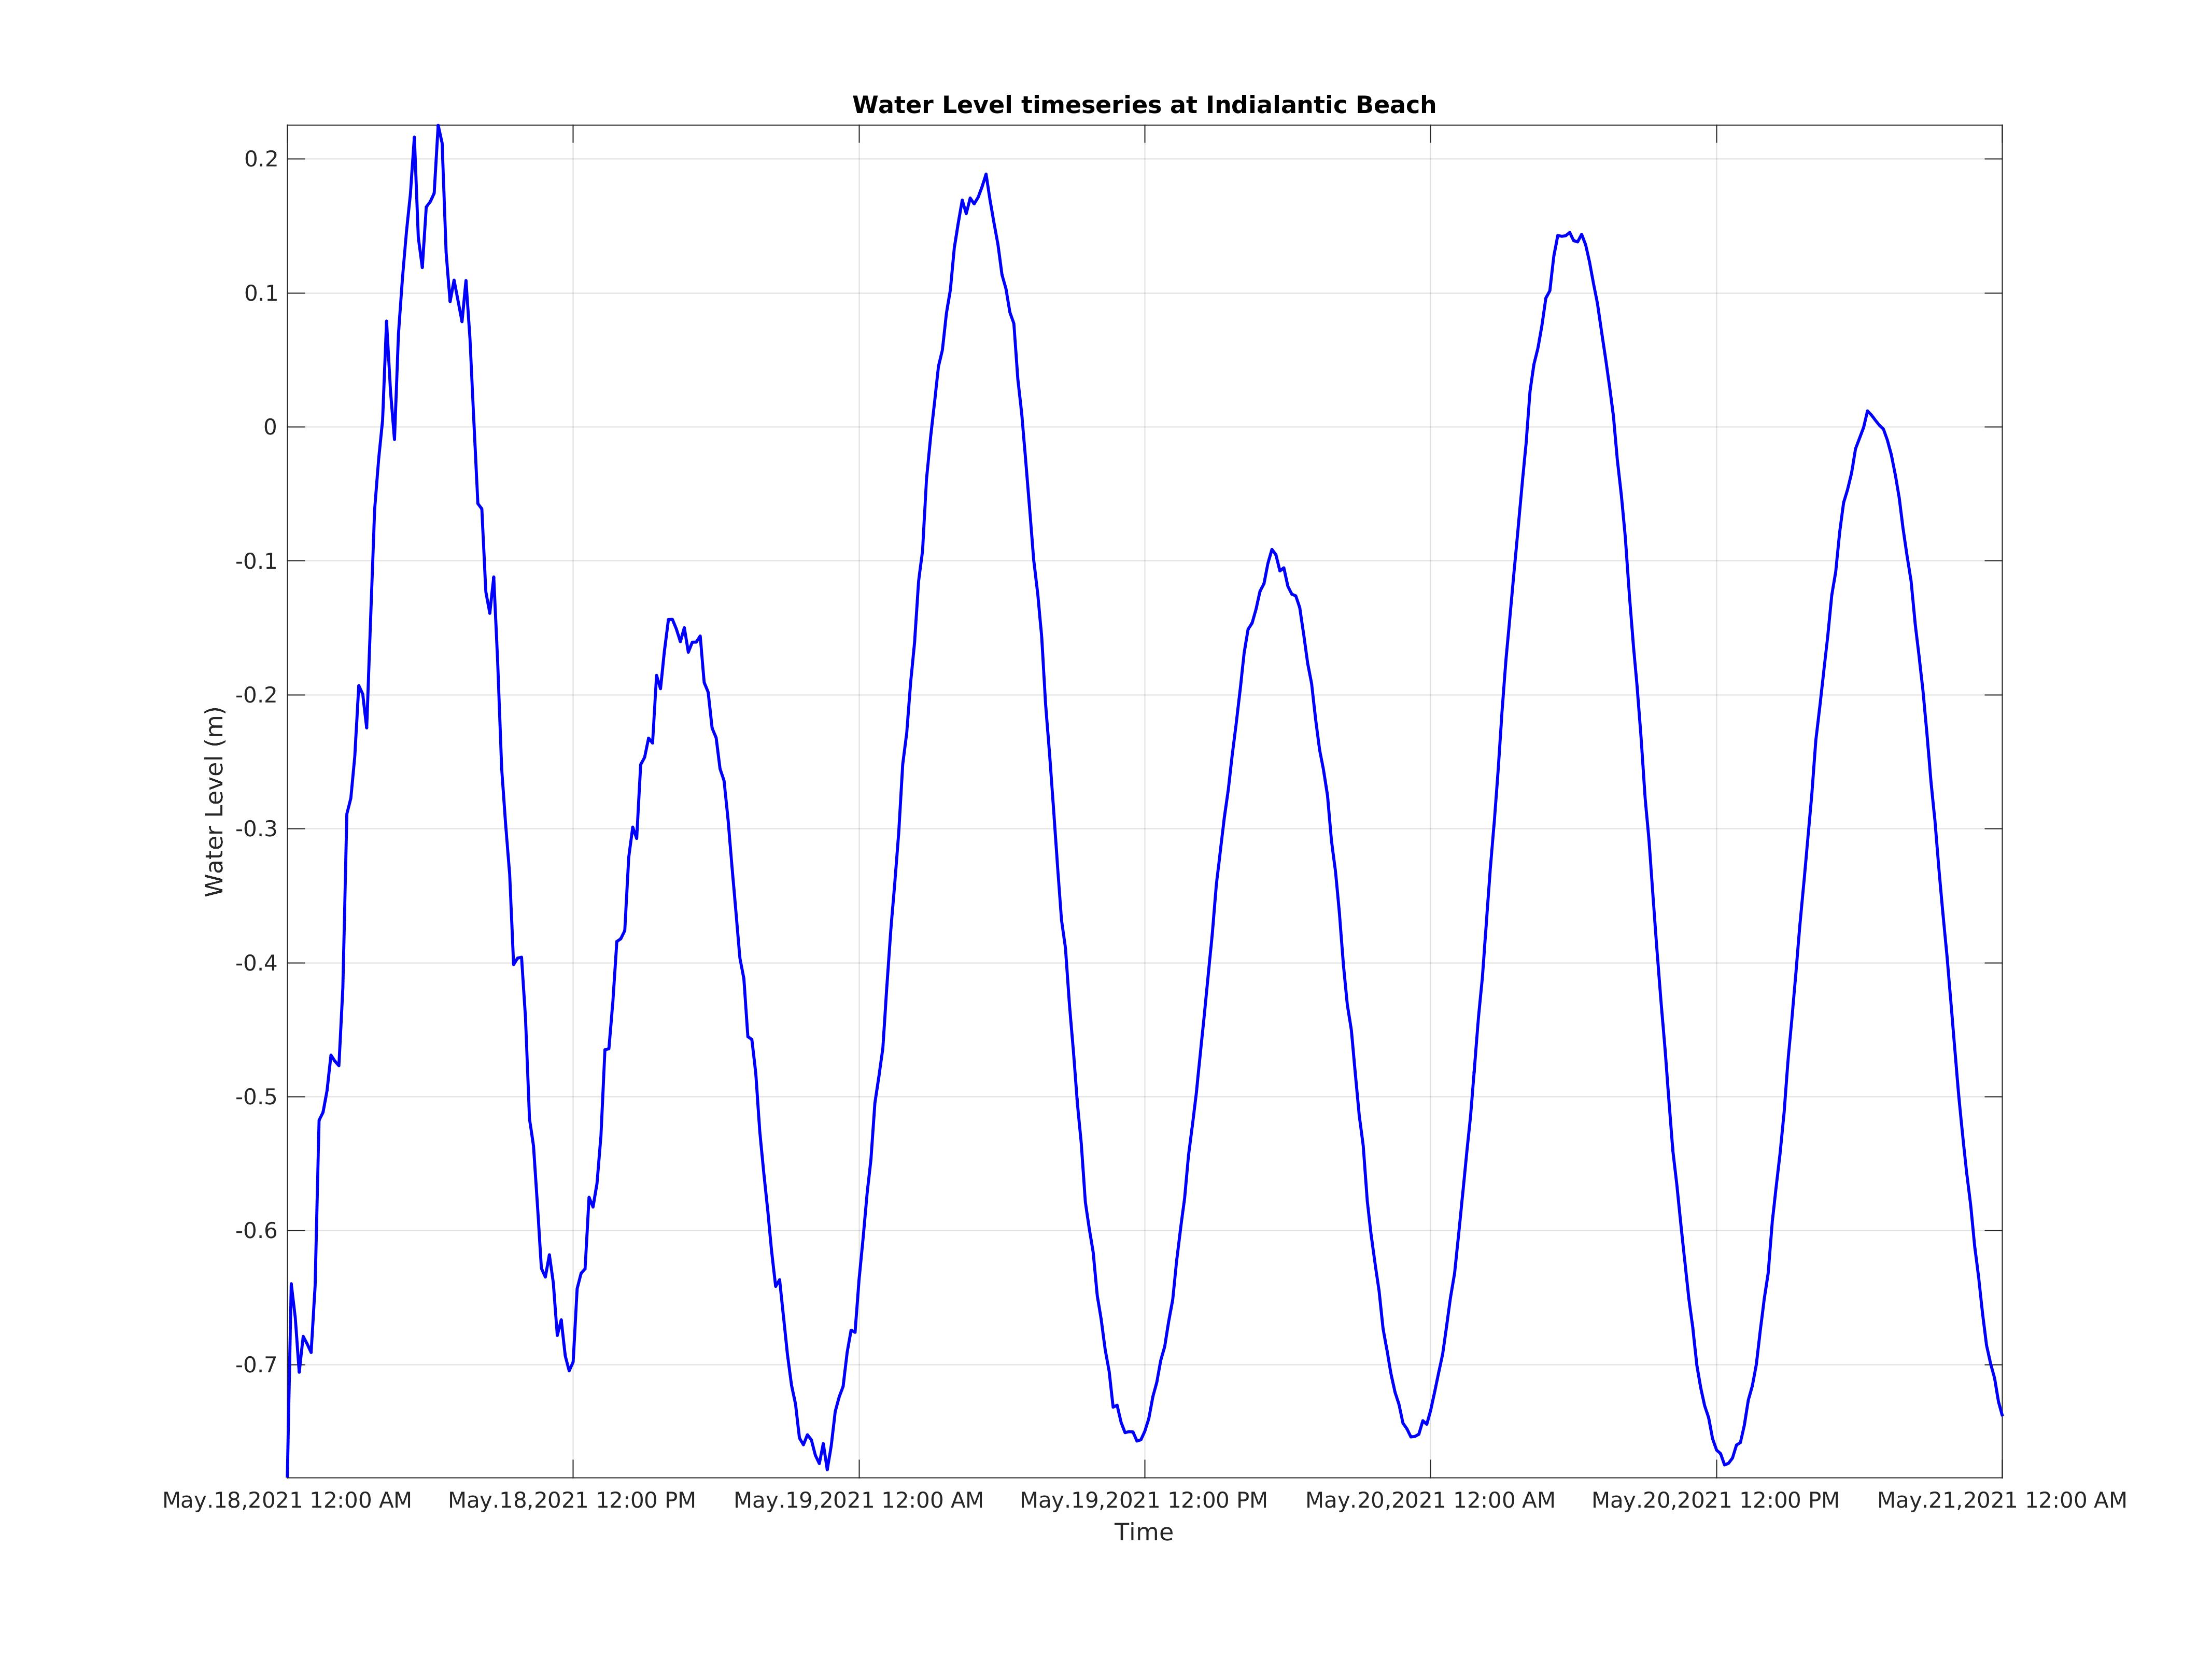 Water Level timeseries at Indialantic Beach
0.2
0.1
0
-0.1
-0.2
-0.3
-0.4
-0.5
-0.6
-0.7
Water Level (m)
May.18,2021 12:00 AM
May.18,2021 12:00 PM
May.19,2021 12:00 AM
May.19,2021 12:00 PM
May.20,2021 12:00 AM
May.20,2021 12:00 PM
May.21,2021 12:00 AM
Time